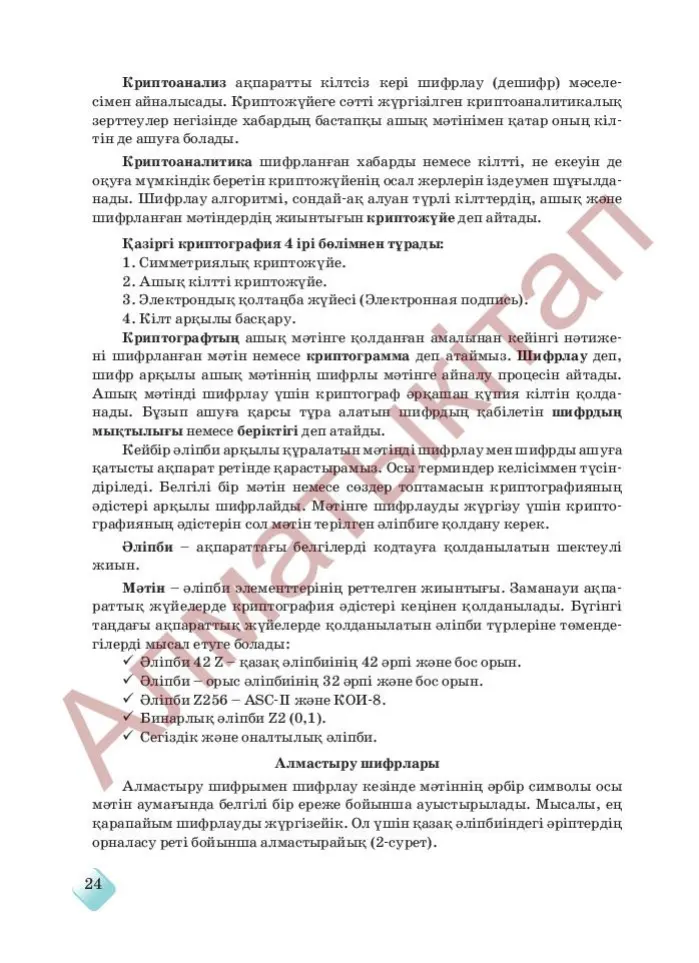 Криптоанализ ақпаратты кілтсіз кері шифрлау (дешифр) мәселе-
сімен айналысады. Криптожүйеге сәтті жүргізілген криптоаналитикалық
зерттеулер негізінде хабардың бастапқы ашық мәтінімен қатар оның кіл-
тін де ашуға болады.
Криптоаналитика шифрланған хабарды немесе кілтті, не екеуін де
оқуға мүмкіндік беретін криптожүйенің осал жерлерін іздеумен шұғылда-
нады. Шифрлау алгоритмі, сондай-ақ алуан түрлі кілттердің, ашық және
шифрланған мәтіндердің жиынтығын криптожүйе деп айтады.
Қазіргі криптография 4 ірі бөлімнен тұрады:
1. Симметриялық криптожүйе.
2. Ашық кілтті криптожүйе.
3. Электрондық қолтаңба жүйесі (Электронная подпись).
4. Кілт арқылы басқару.
Криптографтың ашық мәтінге қолданған амалынан кейінгі нәтиже-
ні шифрланған мәтін немесе криптограмма деп атаймыз. Шифрлау деп,
шифр арқылы ашық мәтіннің шифрлы мәтінге айналу процесін айтады.
Ашық мәтінді шифрлау үшін криптограф әрқашан құпия кілтін қолда-
нады. Бұзып ашуға қарсы тұра алатын шифрдың қабілетін шифрдың
мықтылығы немесе беріктігі деп атайды.
Кейбір әліпби арқылы құралатын мәтінді шифрлау мен шифрды ашуға
қатысты ақпарат ретінде қарастырамыз. Осы терминдер келісіммен түсін-
діріледі. Белгілі бір мәтін немесе сөздер топтамасын криптографияның
әдістері арқылы шифрлайды. Мәтінге шифрлауды жүргізу үшін крипто-
графияның әдістерін сол мәтін терілген әліпбиге қолдану керек.
Әліпби – ақпараттағы белгілерді кодтауға қолданылатын шектеулі
жиын.
Мәтін – әліпби элементтерінің реттелген жиынтығы. Заманауи ақпа-
раттық жүйелерде криптография әдістері кеңінен қолданылады. Бүгінгі
таңдағы ақпараттық жүйелерде қолданылатын әліпби түрлеріне төменде-
гілерді мысал етуге болады:
✓ Әліпби 42 Z – қазақ әліпбиінің 42 әрпі және бос орын.
✓ Әліпби – орыс әліпбиінің 32 әрпі және бос орын.
✓ Әліпби Z256 – ASC-II және КОИ-8.
✓ Бинарлық әліпби Z2 (0,1).
✓ Сегіздік және оналтылық әліпби.
Алмастыру шифрлары
Алмастыру шифрымен шифрлау кезінде мәтіннің әрбір символы осы
мәтін аумағында белгілі бір ереже бойынша ауыстырылады. Мысалы, ең
қарапайым шифрлауды жүргізейік. Ол үшін қазақ әліпбиіндегі әріптердің
орналасу реті бойынша алмастырайық (2-сурет).
24
Алматыкітап